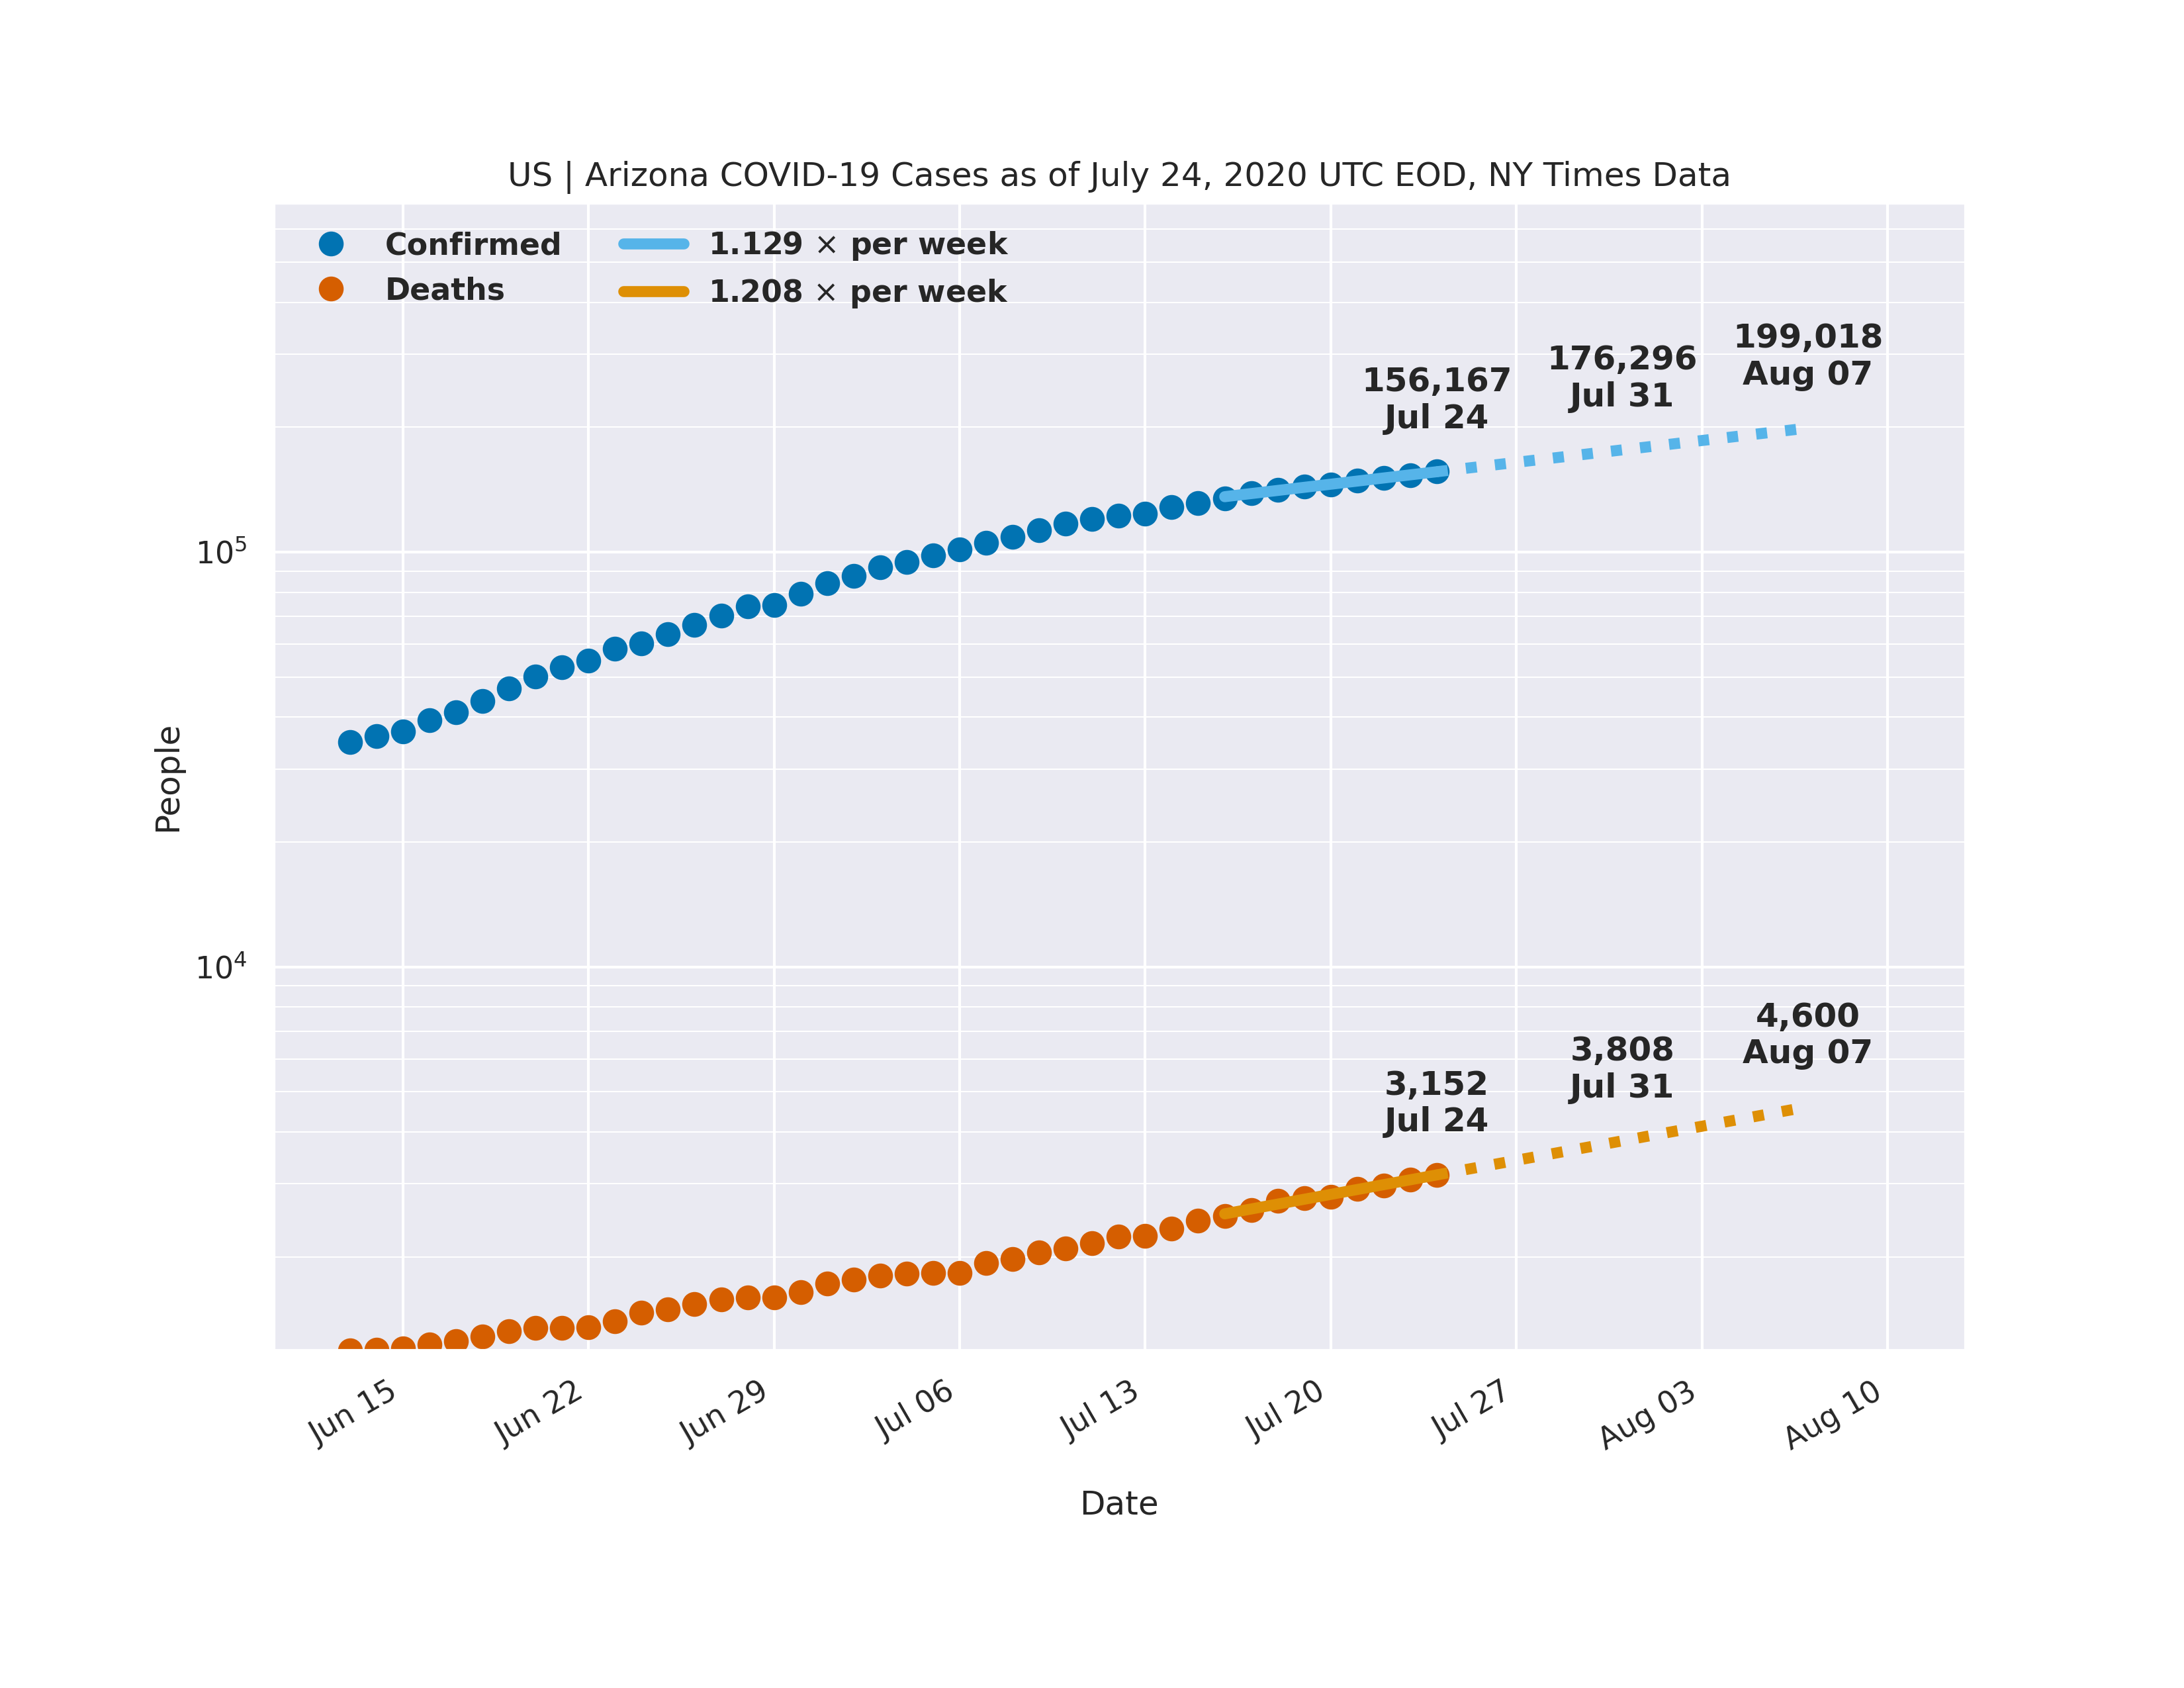 US | Arizona COVID-19 Cases as of July 24, 2020 UTC EOD, NY Times Data
Confirmed
Deaths
1.129 × per week
1.208 × per week
199,018
Aug 07
176,296
Jul 31
156,167
Jul 24
10⁵
10⁴
People
4,600
Aug 07
3,808
Jul 31
3,152
Jul 24
Jun 15
Jun 22
Jun 29
Jul 06
Jul 13
Jul 20
Jul 27
Aug 03
Aug 10
Date